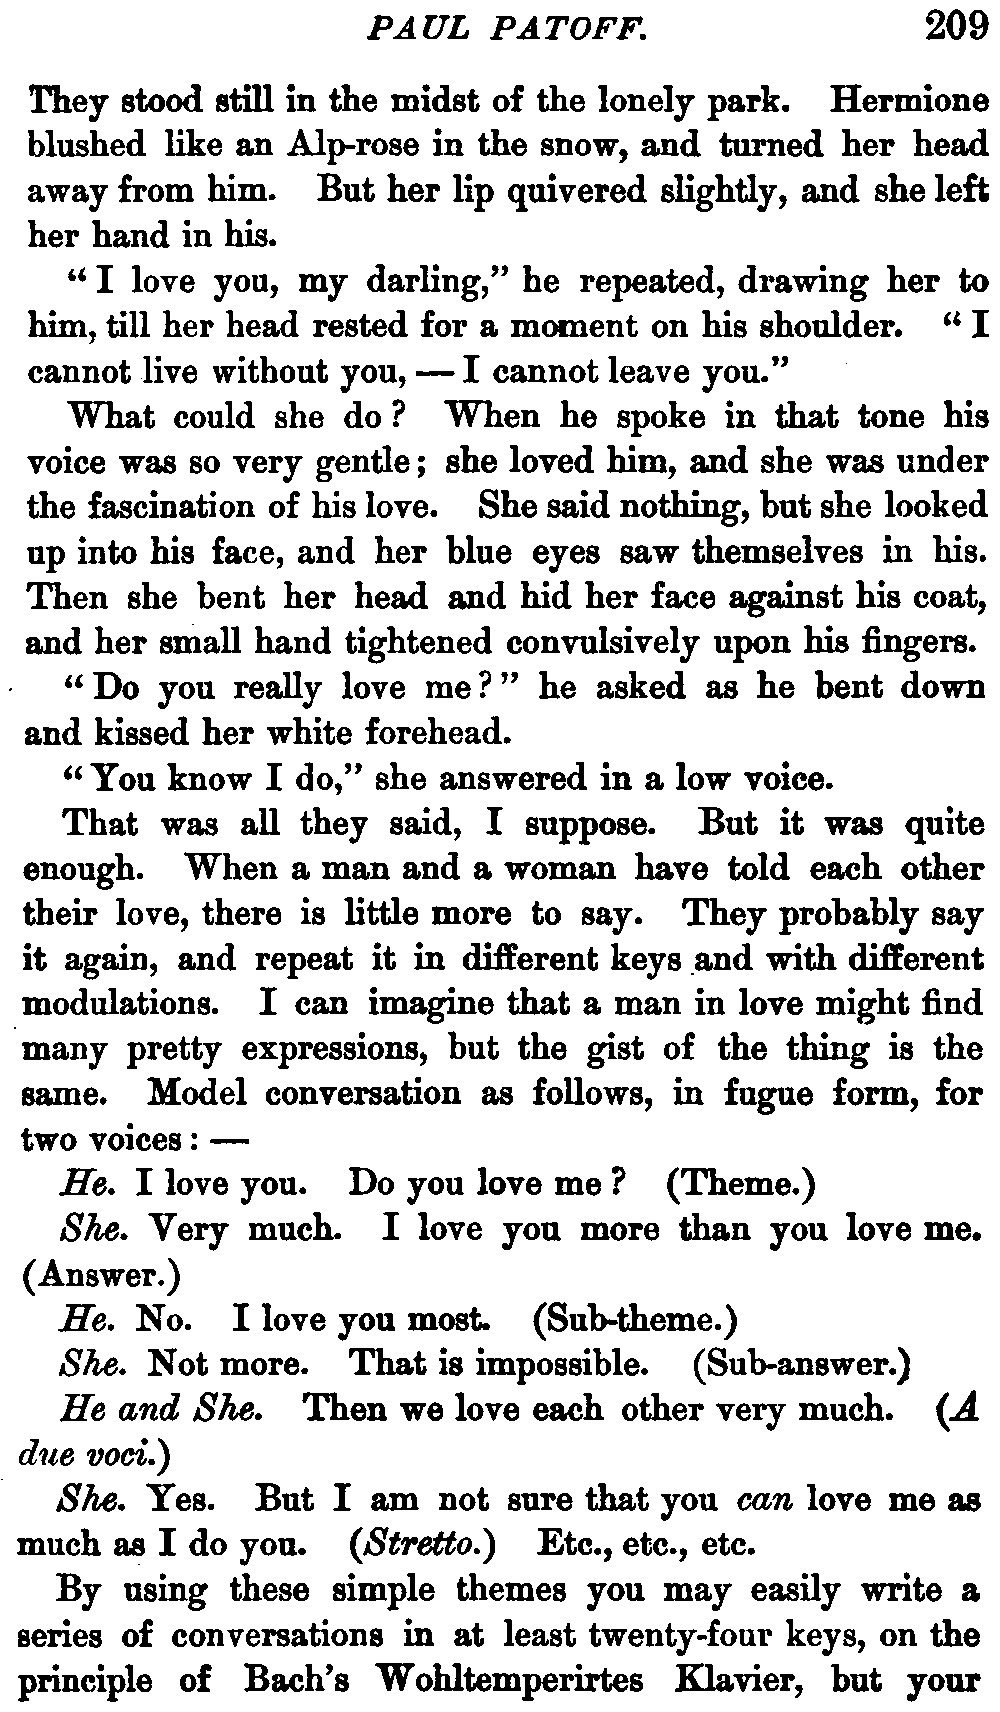 PAUL PATOFF. 209
They stood still in the midst of the lonely park. Hermione
blushed like an Alp-rose in the snow, and turned her head
away from him. But her lip quivered slightly, and she left
her hand in his.
“I love you, my darling,” he repeated, drawing her to
him, till her head rested for a moment on his shoulder. “I
cannot live without you, — I cannot leave you.”
What could she do? When he spoke in that tone his
voice was so very gentle; she loved him, and she was under
the fascination of his love. She said nothing, but she looked
up into his face, and her blue eyes saw themselves in his.
Then she bent her head and hid her face against his coat,
and her small hand tightened convulsively upon his fingers.
“Do you really love me?” he asked as he bent down
and kissed her white forehead.
“You know I do,” she answered in a low voice.
That was all they said, I suppose. But it was quite
enough. When a man and a woman have told each other
their love, there is little more to say. They probably say
it again, and repeat it in different keys and with different
modulations. I can imagine that a man in love might find
many pretty expressions, but the gist of the thing is the
same. Model conversation as follows, in fugue form, for
two voices: —
He. I love you. Do you love me? (Theme.)
She. Very much. I love you more than you love me.
(Answer.)
He. No. I love you most. (Sub-theme.)
She. Not more. That is impossible. (Sub-answer.)
He and She. Then we love each other very much. (A
due voci.)
She. Yes. But I am not sure that you can love me as
much as I do you. (Stretto.) Etc., etc., etc.
By using these simple themes you may easily write a
series of conversations in at least twenty-four keys, on the
principle of Bach’s Wohltemperirtes Klavier, but your